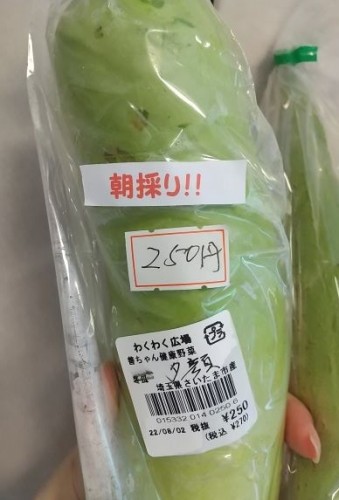 朝採り!!
250円
わくわく広場
善ちゃん健康野菜
夕顔
埼玉県さいたま市産
015332 014 0250 6
¥250
22/08/02 税抜
(税込 ¥270)